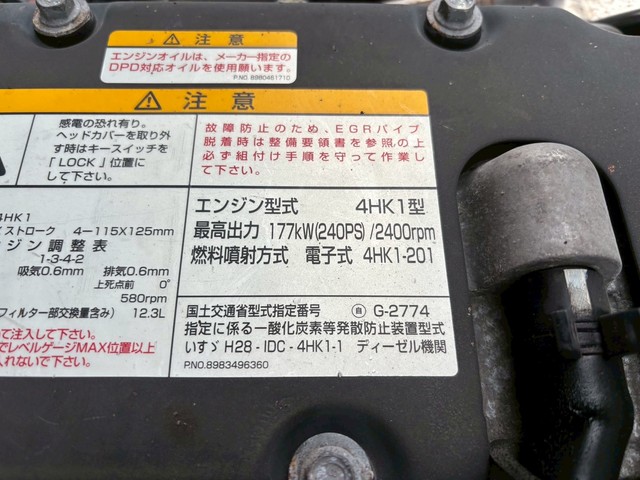 注意
エンジンオイルは、メーカー指定の
DPD対応オイルを使用願います。
P.NO. 8980461710
注意
感電の恐れ有り。
ヘッドカバーを取り外
す時はキースイッチを
「LOCK」位置に
して下さい。
故障防止のため、EGRパイプ
脱着時は整備要領書を参照の上
必ず組付け手順を守って作業し
て下さい。
4HK1
ストローク 4ー115X125mm
ジン調整表
1-3-4-2
吸気0.6mm 排気0.6mm
上死点前 0°
580rpm
フィルター部交換量含み) 12.3L
て注入して下さい。
でレベルゲージMAX位置以上
入れないで下さい。
エンジン型式 4HK1型
最高出力 177kW(240PS)/2400rpm
燃料噴射方式 電子式 4HK1-201
国土交通省型式指定番号 自 G-2774
指定に係る一酸化炭素等発散防止装置型式
いすゞ H28-IDC-4HK1-1 ディーゼル機関
P.NO.8983496360